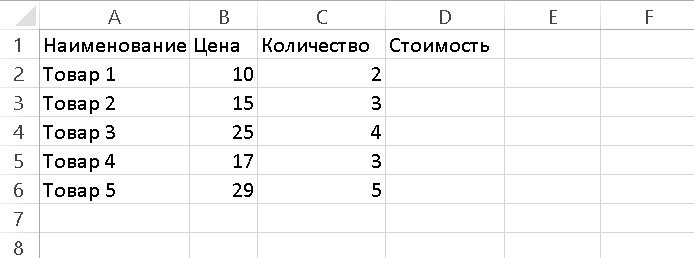 A B C D E F
1 Наименование Цена Количество Стоимость
2 Товар 1 10 2
3 Товар 2 15 3
4 Товар 3 25 4
5 Товар 4 17 3
6 Товар 5 29 5
7
8